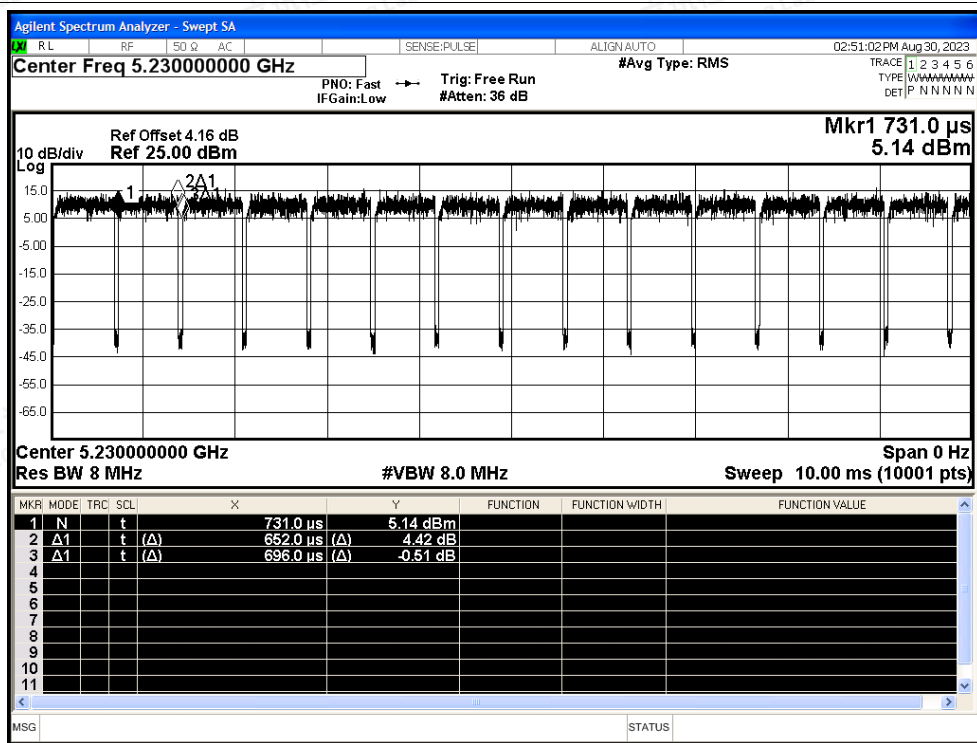 Agilent Spectrum Analyzer - Swept SA
LXI RL RF 50 Ω AC SENSE:PULSE ALIGN AUTO 02:51:02 PM Aug 30, 2023
Center Freq 5.230000000 GHz #Avg Type: RMS TRACE 1 2 3 4 5 6
PNO: Fast Trig: Free Run TYPE WWWWWW
IFGain:Low #Atten: 36 dB DET P N N N N N
Mkr1 731.0 µs
Ref Offset 4.16 dB
10 dB/div Ref 25.00 dBm 5.14 dBm
Log
15.0
1
2Δ1
3Δ1
5.00
-5.00
-15.0
-25.0
-35.0
-45.0
-55.0
-65.0
Center 5.230000000 GHz Span 0 Hz
Res BW 8 MHz #VBW 8.0 MHz Sweep 10.00 ms (10001 pts)
MKR MODE TRC SCL X Y FUNCTION FUNCTION WIDTH FUNCTION VALUE
1 N t 731.0 µs 5.14 dBm
2 Δ1 t (Δ) 652.0 µs (Δ) 4.42 dB
3 Δ1 t (Δ) 696.0 µs (Δ) -0.51 dB
4
5
6
7
8
9
10
11
MSG STATUS